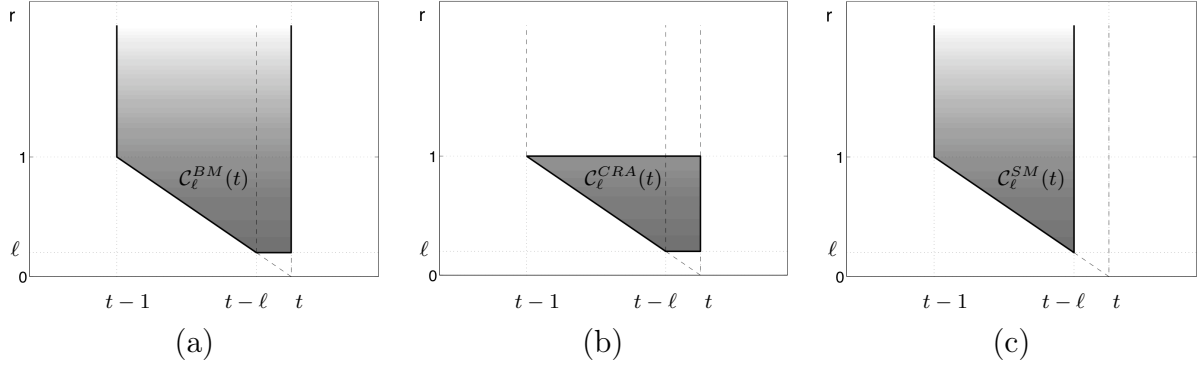 r
1
ℓ
0
𝒞_ℓ^{BM}(t)
t − 1
t − ℓ
t
(a)
r
1
ℓ
0
𝒞_ℓ^{CRA}(t)
t − 1
t − ℓ
t
(b)
r
1
ℓ
0
𝒞_ℓ^{SM}(t)
t − 1
t − ℓ
t
(c)